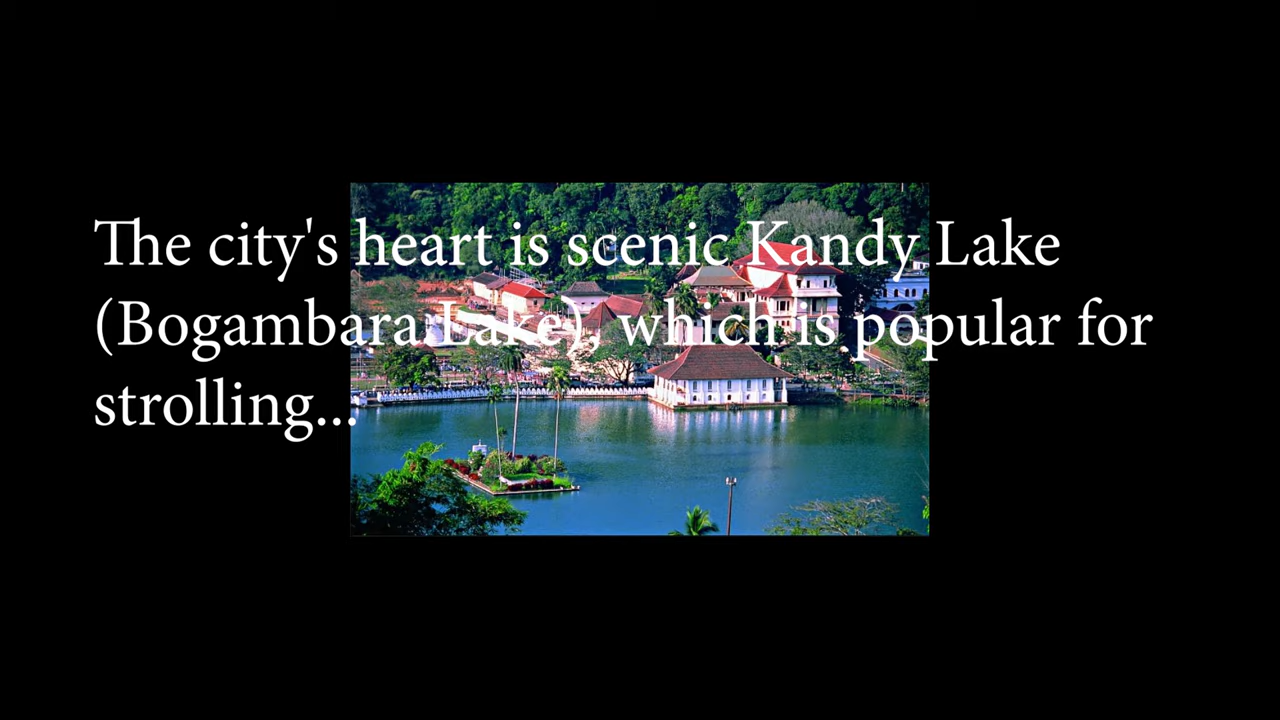 The city's heart is scenic Kandy Lake
(Bogambara Lake), which is popular for
strolling...